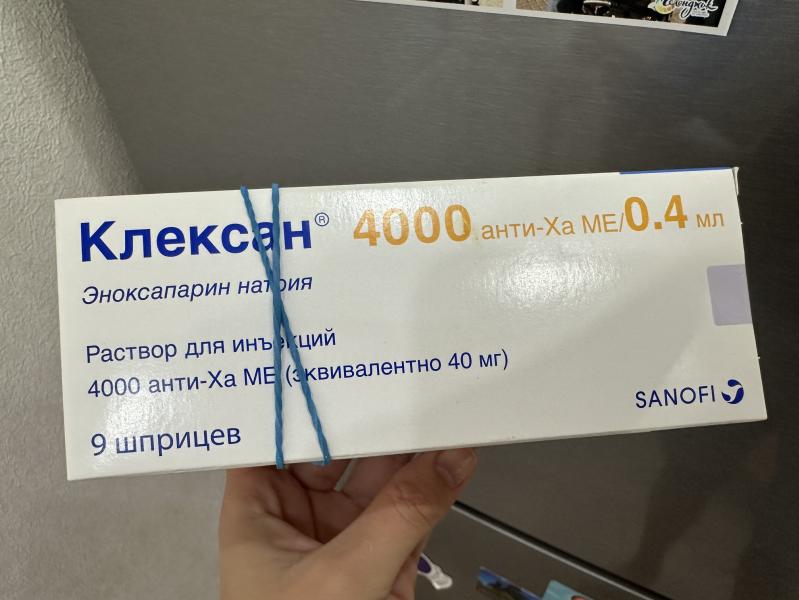 Клексан® 4000 анти-Ха МЕ/0.4 мл
Эноксапарин натрия
Раствор для инъекций
4000 анти-Ха МЕ (эквивалентно 40 мг)
9 шприцев
SANOFI